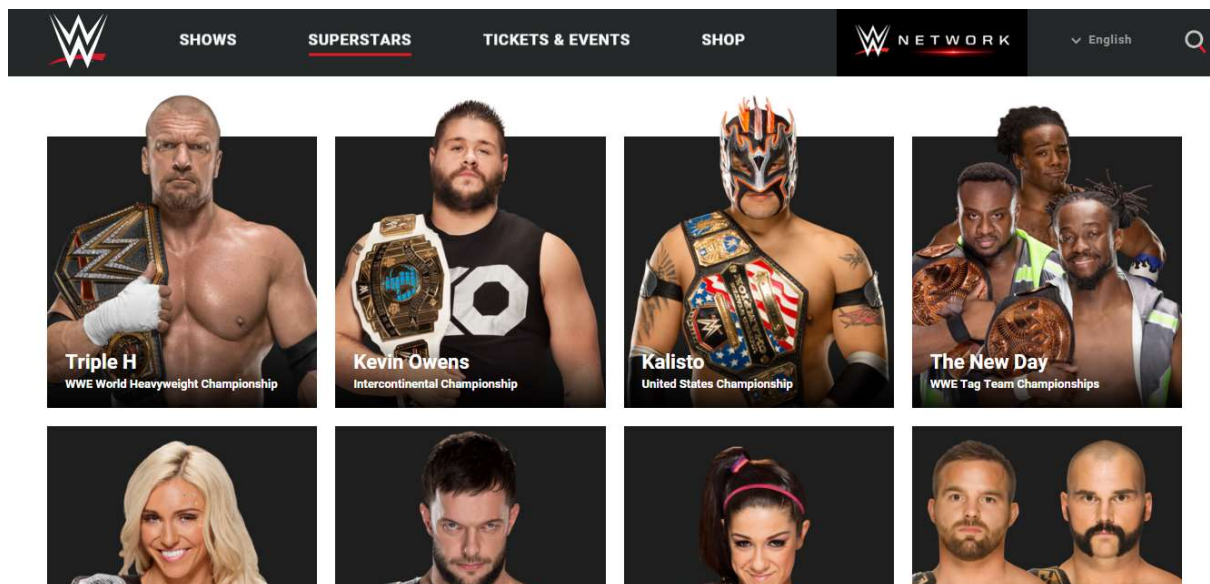 W
SHOWS
SUPERSTARS
TICKETS & EVENTS
SHOP
W NETWORK
English
Triple H
WWE World Heavyweight Championship
Kevin Owens
Intercontinental Championship
Kalisto
United States Championship
The New Day
WWE Tag Team Championships